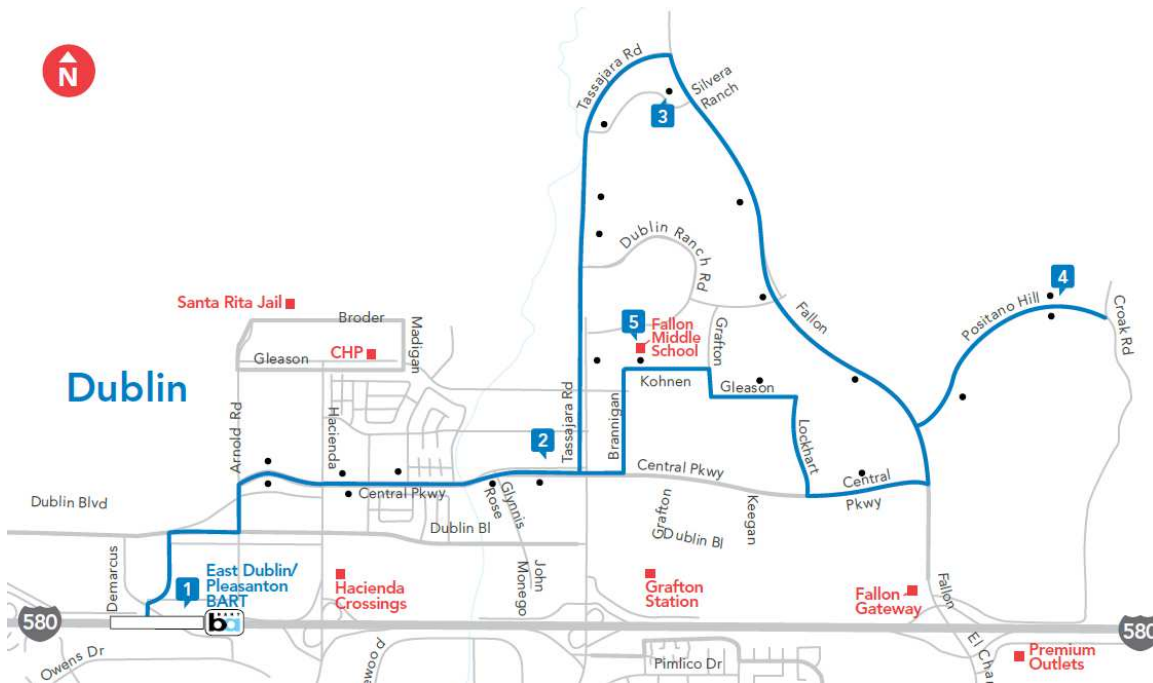 N
Tassajara Rd
Silvera
Ranch
3
Dublin Ranch Rd
Santa Rita Jail
Broder
Madigan
CHP
Gleason
Dublin
5
Fallon
Middle
School
Grafton
Fallon
4
Positano Hill
Croak Rd
Kohnen
Gleason
Arnold Rd
Hacienda
2
Tassajara Rd
Brannigan
Lockhart
Central Pkwy
Central
Pkwy
Dublin Blvd
Central Pkwy
Rose
Glynnis
Dublin Bl
Grafton
Dublin Bl
Keegan
Demarcus
1
East Dublin/
Pleasanton
BART
Hacienda
Crossings
John
Monego
Grafton
Station
Fallon
Gateway
Fallon
580
ba
580
Owens Dr
ewood
Pimlico Dr
El Char
Premium
Outlets